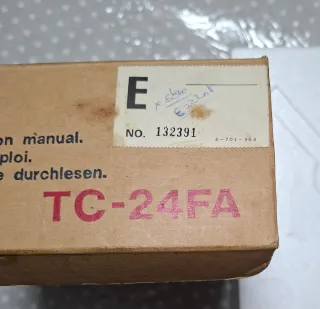 E
NO. 132391
on manual.
ploi.
e durchlesen.
TC-24FA